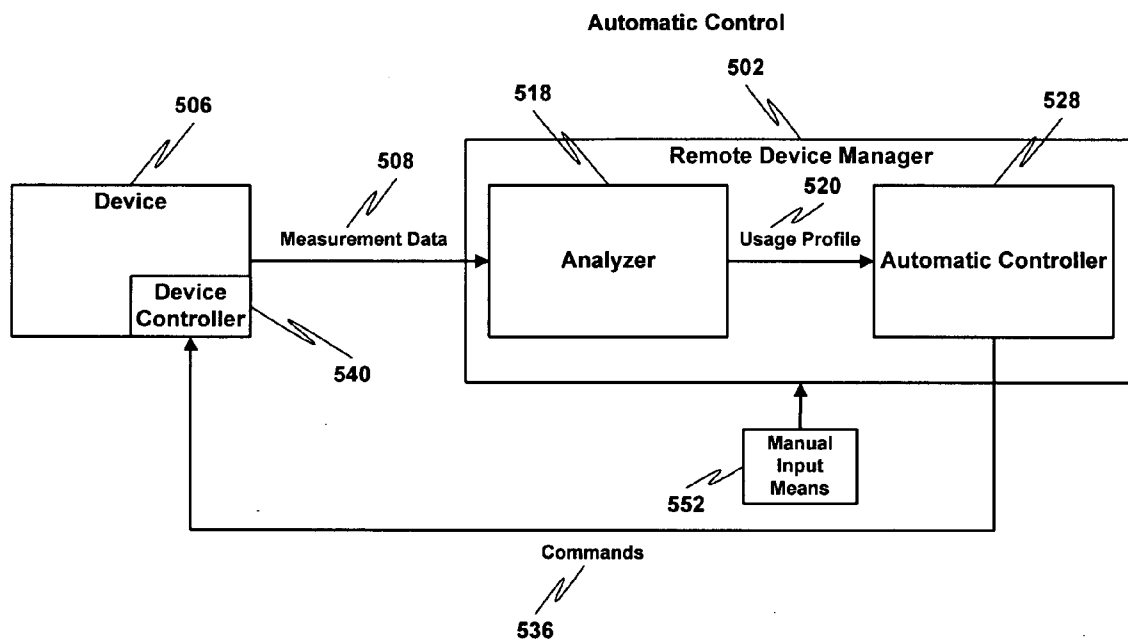 Automatic Control
502
506
518
528
508
Remote Device Manager
Device
520
Measurement Data
Usage Profile
Analyzer
Automatic Controller
Device
Controller
540
Manual
Input
Means
552
Commands
536